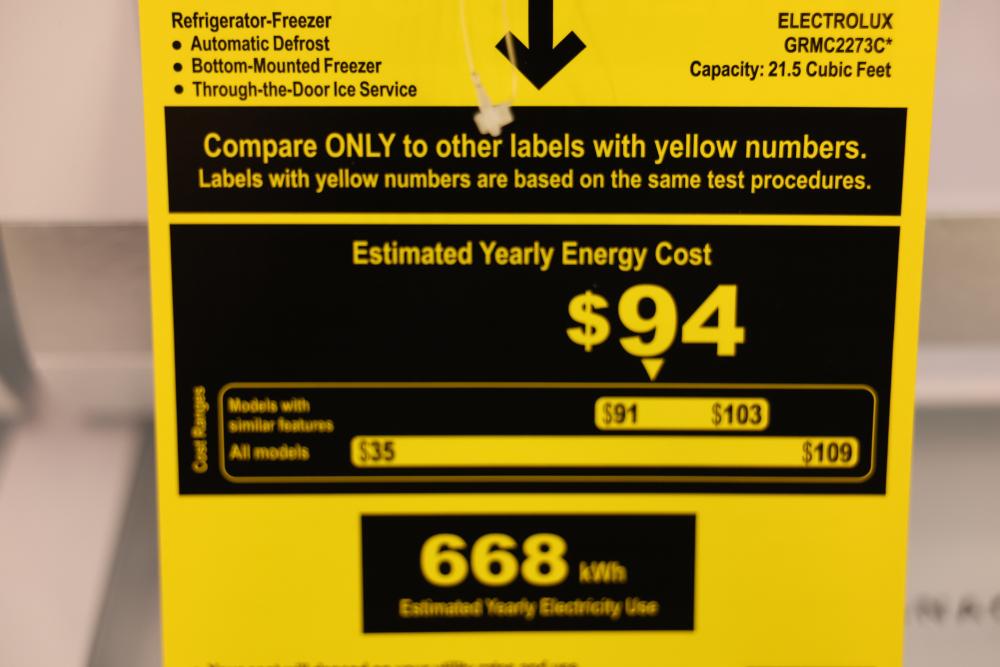 Refrigerator-Freezer
• Automatic Defrost
• Bottom-Mounted Freezer
• Through-the-Door Ice Service
ELECTROLUX
GRMC2273C*
Capacity: 21.5 Cubic Feet
Compare ONLY to other labels with yellow numbers.
Labels with yellow numbers are based on the same test procedures.
Estimated Yearly Energy Cost
$94
Cost Ranges
Models with
similar features
$91 $103
All models
$35 $109
668 kWh
Estimated Yearly Electricity Use